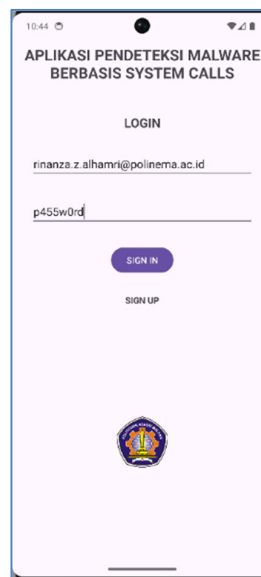 10:44
APLIKASI PENDETEKSI MALWARE
BERBASIS SYSTEM CALLS
LOGIN
rinanza.z.alhamri@polinema.ac.id
p455w0rd
SIGN IN
SIGN UP